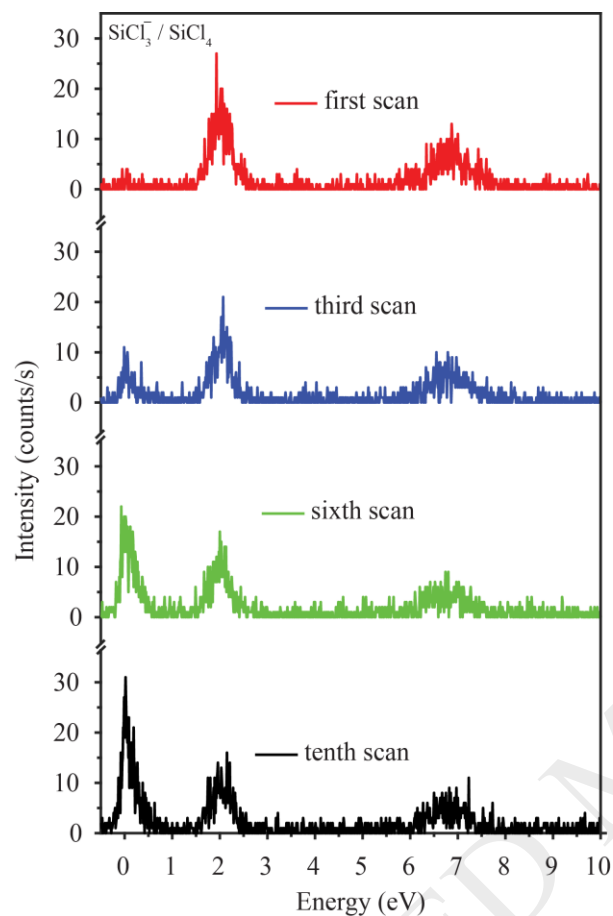 SiCl₃⁻ / SiCl₄
30
20
10
0
first scan
30
20
10
0
third scan
30
20
10
0
sixth scan
30
20
10
0
tenth scan
0 1 2 3 4 5 6 7 8 9 10
Energy (eV)
Intensity (counts/s)